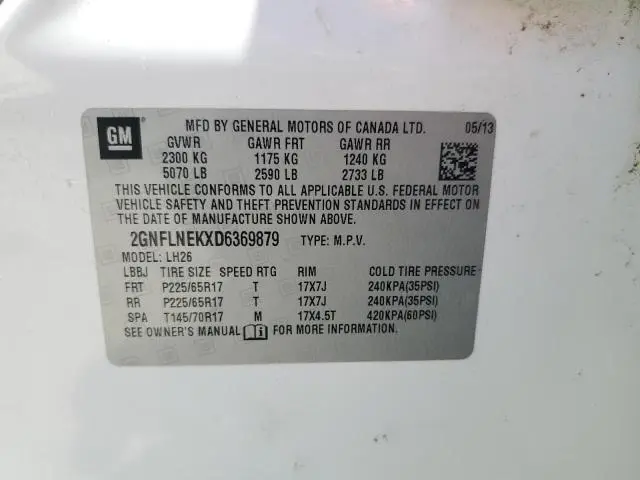 GM
MFD BY GENERAL MOTORS OF CANADA LTD. 05/13
GVWR GAWR FRT GAWR RR
2300 KG 1175 KG 1240 KG
5070 LB 2590 LB 2733 LB
THIS VEHICLE CONFORMS TO ALL APPLICABLE U.S. FEDERAL MOTOR
VEHICLE SAFETY AND THEFT PREVENTION STANDARDS IN EFFECT ON
THE DATE OF MANUFACTURE SHOWN ABOVE.
2GNFLNEKXD6369879 TYPE: M.P.V.
MODEL: LH26
LBBJ TIRE SIZE SPEED RTG RIM COLD TIRE PRESSURE
FRT P225/65R17 T 17X7J 240KPA(35PSI)
RR P225/65R17 T 17X7J 240KPA(35PSI)
SPA T145/70R17 M 17X4.5T 420KPA(60PSI)
SEE OWNER'S MANUAL FOR MORE INFORMATION.